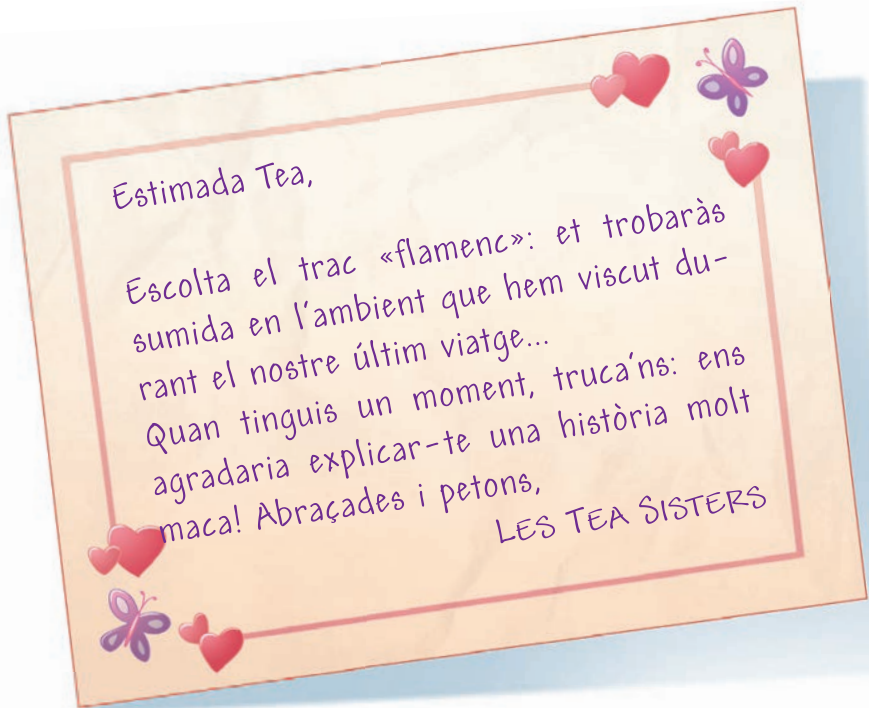 Estimada Tea,
Escolta el trac «flamenc»: et trobaràs
sumida en l'ambient que hem viscut du-
rant el nostre últim viatge...
Quan tinguis un moment, truca'ns: ens
agradaria explicar-te una història molt
maca! Abraçades i petons,
LES TEA SISTERS